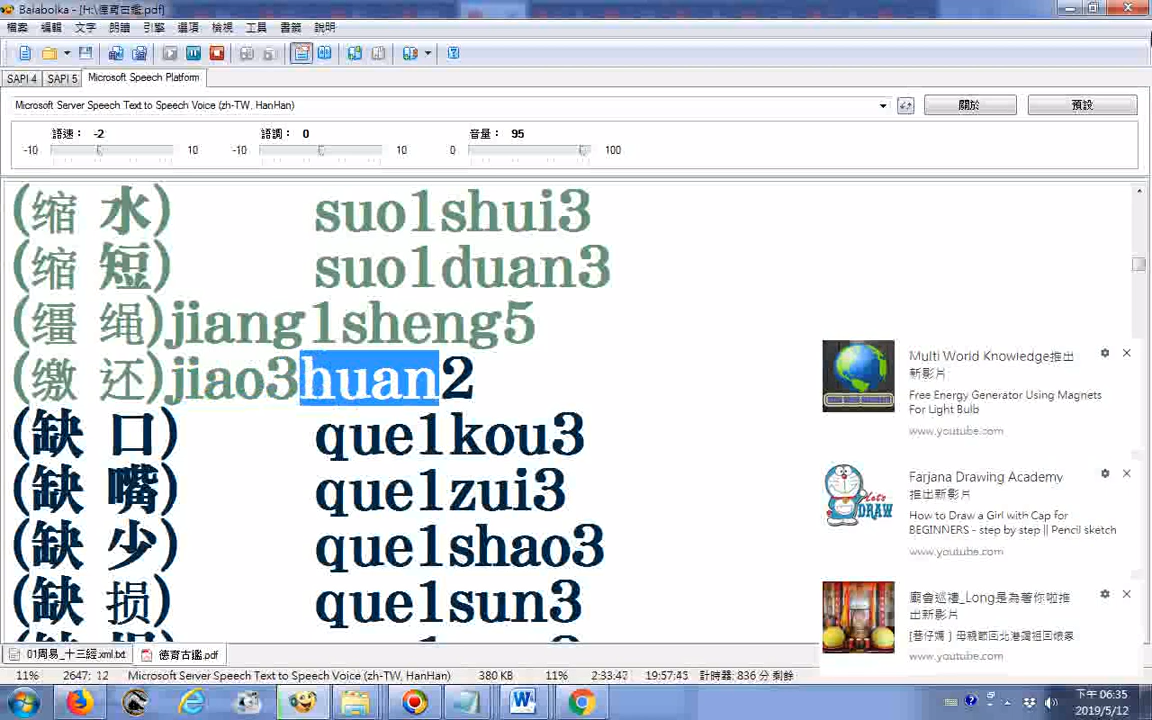 Balabolka - [H:\德育古鑑.pdf]
檔案 編輯 文字 朗讀 引擎 選項 檢視 工具 書籤 說明
SAPI 4 SAPI 5 Microsoft Speech Platform
Microsoft Server Speech Text to Speech Voice (zh-TW, HanHan) 關於 預設
語速： -2 語調： 0 音量： 95
-10 10 -10 10 0 100
(缩 水) suo1shui3
(缩 短) suo1duan3
(缰 绳)jiang1sheng5
(缴 还)jiao3huan2
(缺 口) que1kou3
(缺 嘴) que1zui3
(缺 少) que1shao3
(缺 损) que1sun3
Multi World Knowledge推出
新影片
Free Energy Generator Using Magnets
For Light Bulb
www.youtube.com
Farjana Drawing Academy
推出新影片
How to Draw a Girl with Cap for
BEGINNERS - step by step || Pencil sketch
www.youtube.com
廟會巡禮_Long是為著你啦推
出新影片
www.youtube.com
01周易_十三經.xml.txt 德育古鑑.pdf
11% 2647: 12 Microsoft Server Speech Text to Speech Voice (zh-TW, HanHan) 380 KB 11% 2:33:47 19:57:43 計時器: 836 分 剩餘
下午 06:35
2019/5/12